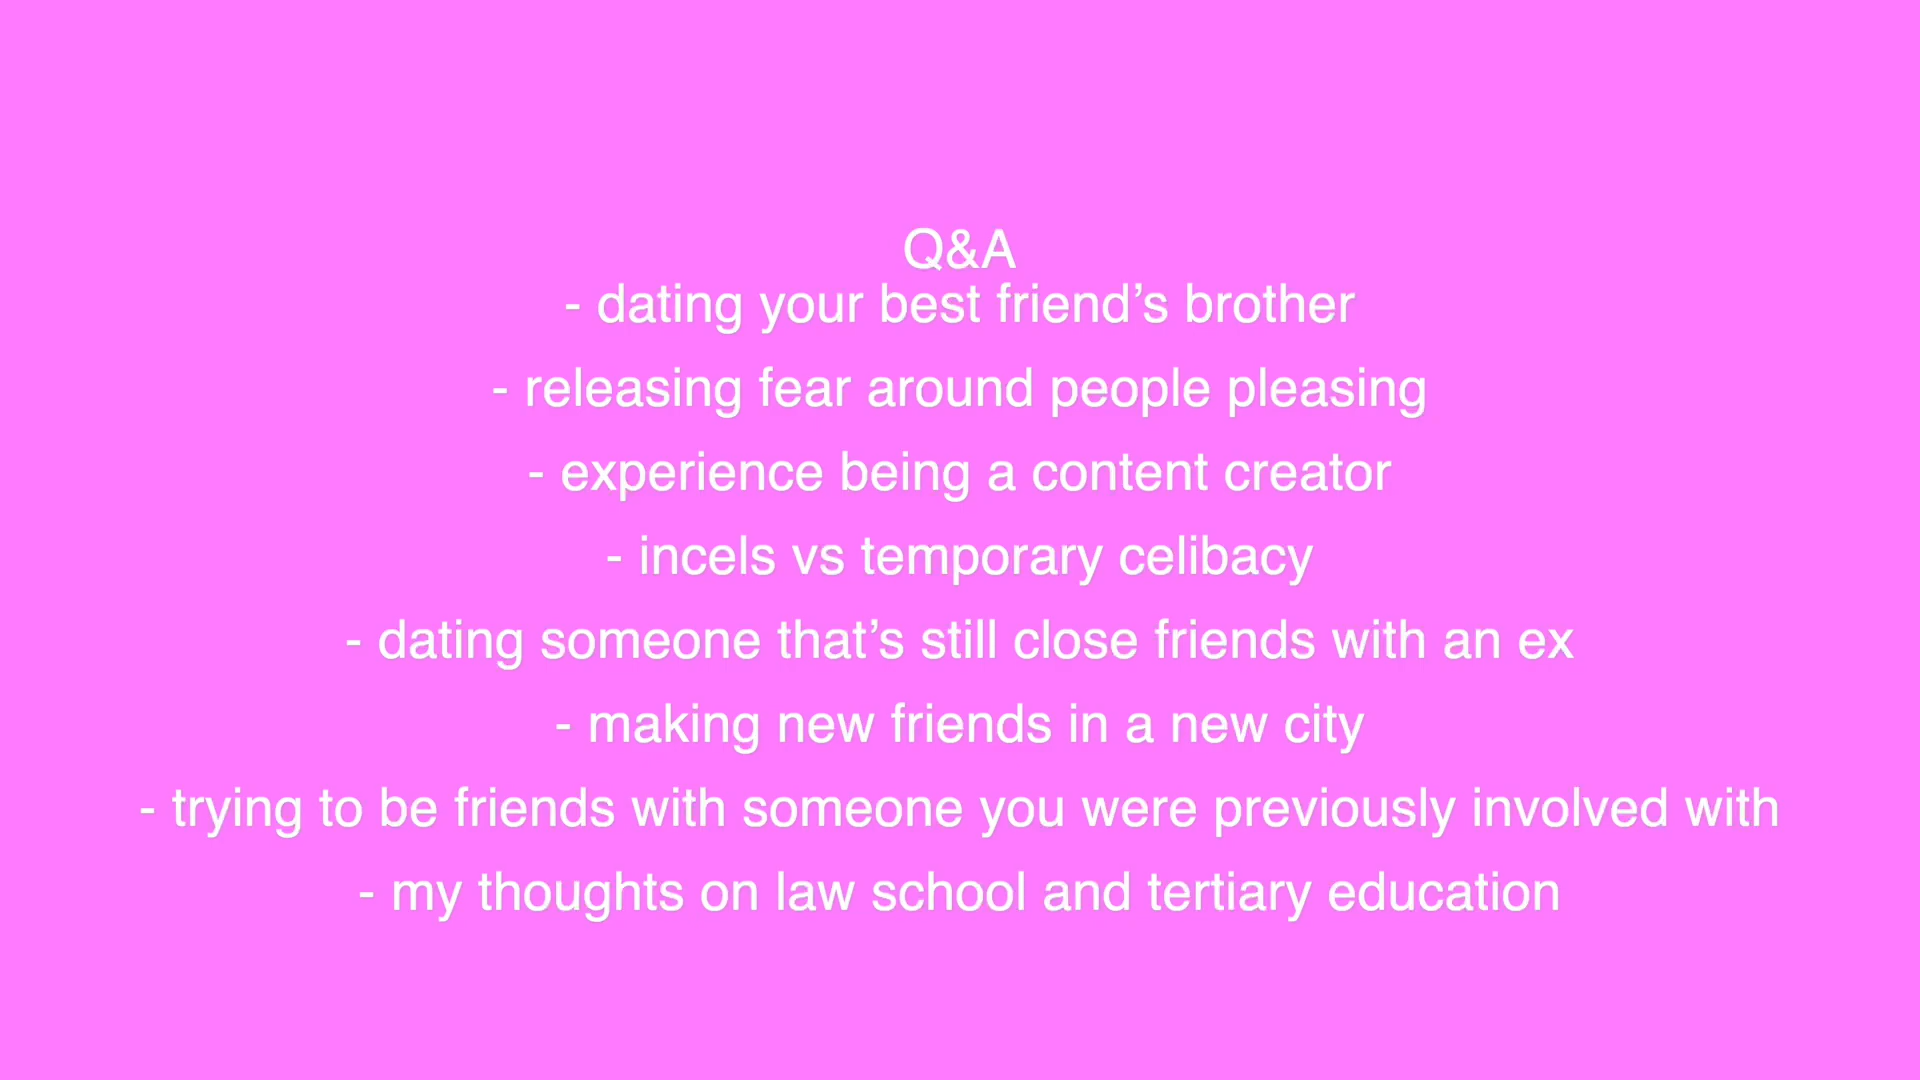 Q&A
- dating your best friend’s brother
- releasing fear around people pleasing
- experience being a content creator
- incels vs temporary celibacy
- dating someone that’s still close friends with an ex
- making new friends in a new city
- trying to be friends with someone you were previously involved with
- my thoughts on law school and tertiary education